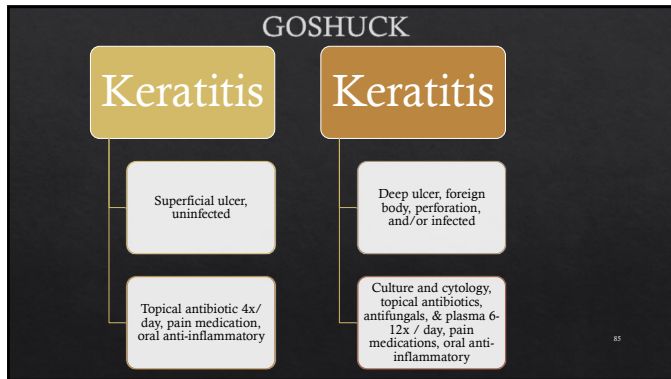 GOSHUCK
Keratitis
Superficial ulcer,
uninfected
Topical antibiotic 4x/
day, pain medication,
oral anti-inflammatory
Keratitis
Deep ulcer, foreign
body, perforation,
and/or infected
Culture and cytology,
topical antibiotics,
antifungals, & plasma 6-
12x / day, pain
medications, oral anti-
inflammatory
85